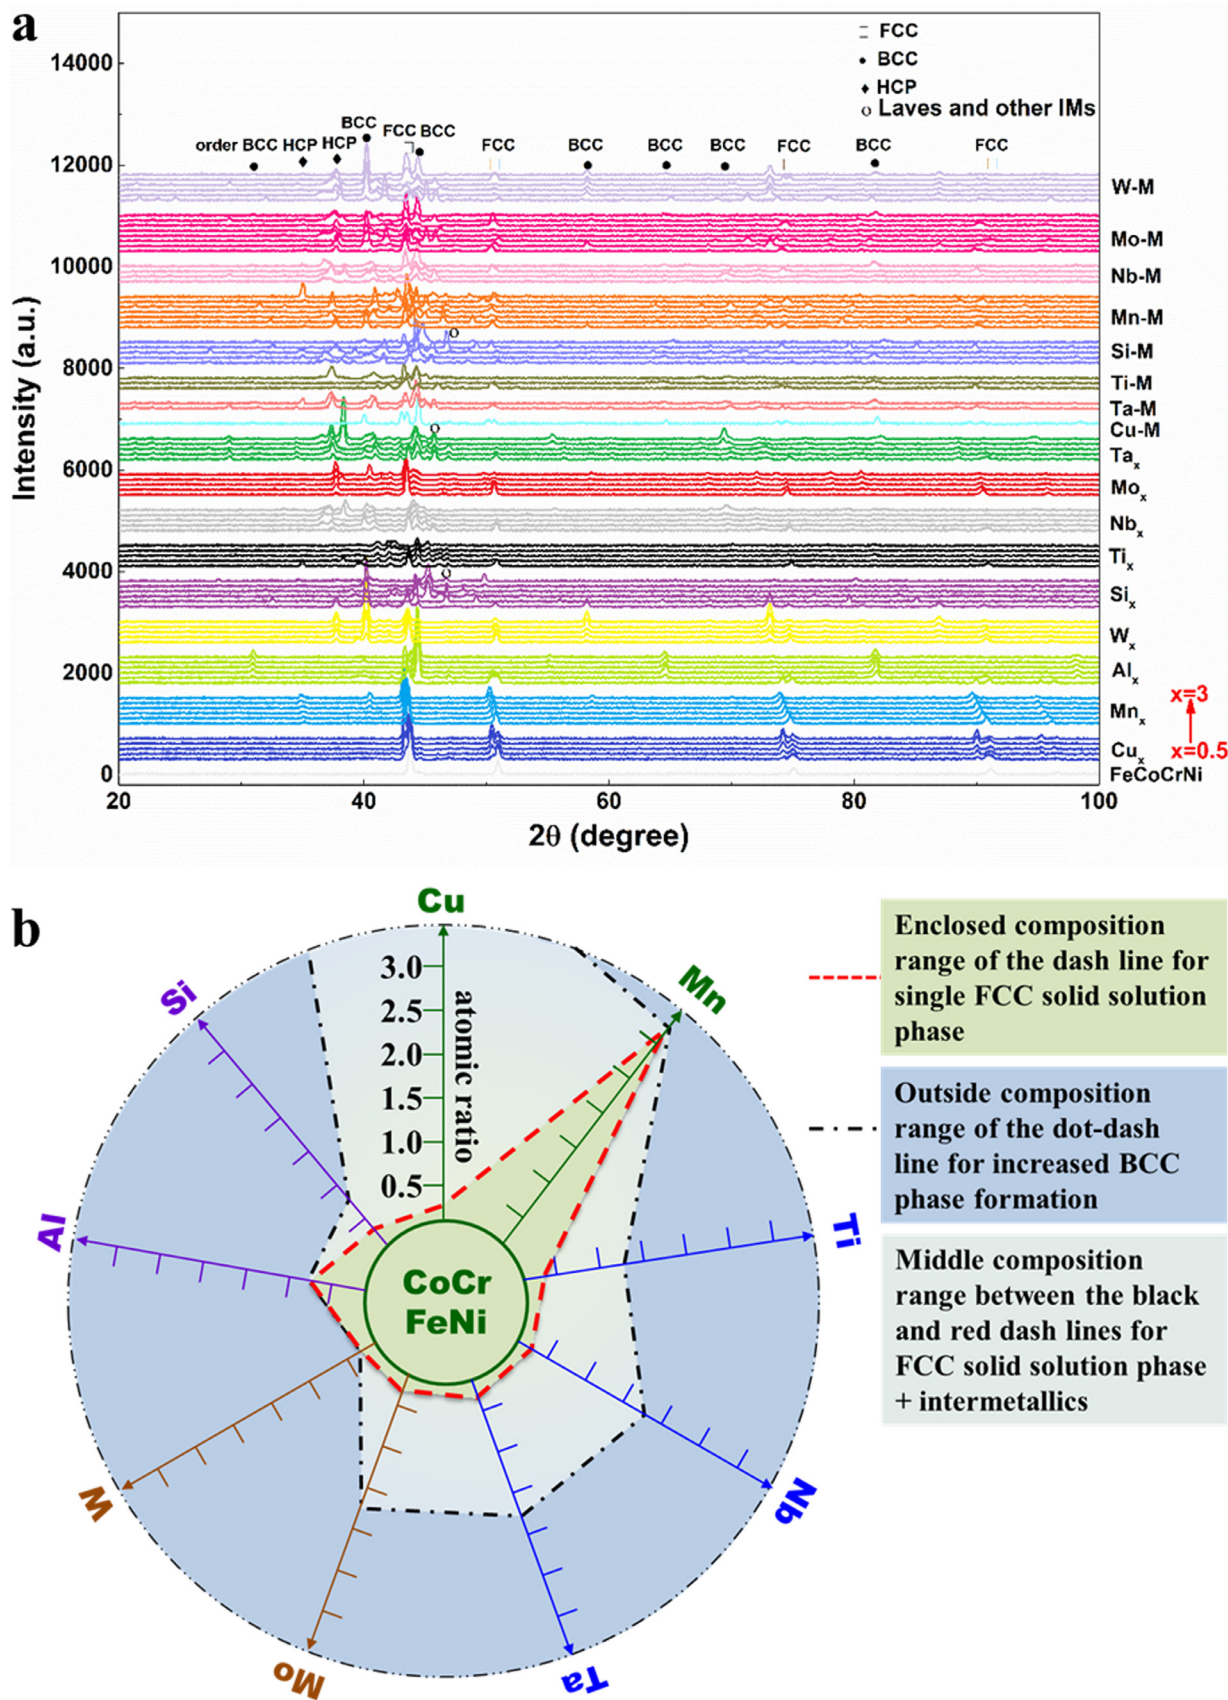 a
14000
12000
10000
8000
6000
4000
2000
0
Intensity (a.u.)
FCC
BCC
HCP
Laves and other IMs
order BCC HCP HCP BCC FCC BCC FCC BCC BCC BCC FCC BCC FCC
W-M
Mo-M
Nb-M
Mn-M
Si-M
Ti-M
Ta-M
Cu-M
Tax
Mox
Nbx
Tix
Six
Wx
Alx
Mnx
Cux
FeCoCrNi
x=3
x=0.5
20 40 60 80 100
2θ (degree)
b
Cu
Mn
Ti
Nb
Ta
Mo
W
Al
Si
3.0
2.5
2.0
1.5
1.0
0.5
atomic ratio
CoCr
FeNi
Enclosed composition
range of the dash line for
single FCC solid solution
phase
Outside composition
range of the dot-dash
line for increased BCC
phase formation
Middle composition
range between the black
and red dash lines for
FCC solid solution phase
+ intermetallics